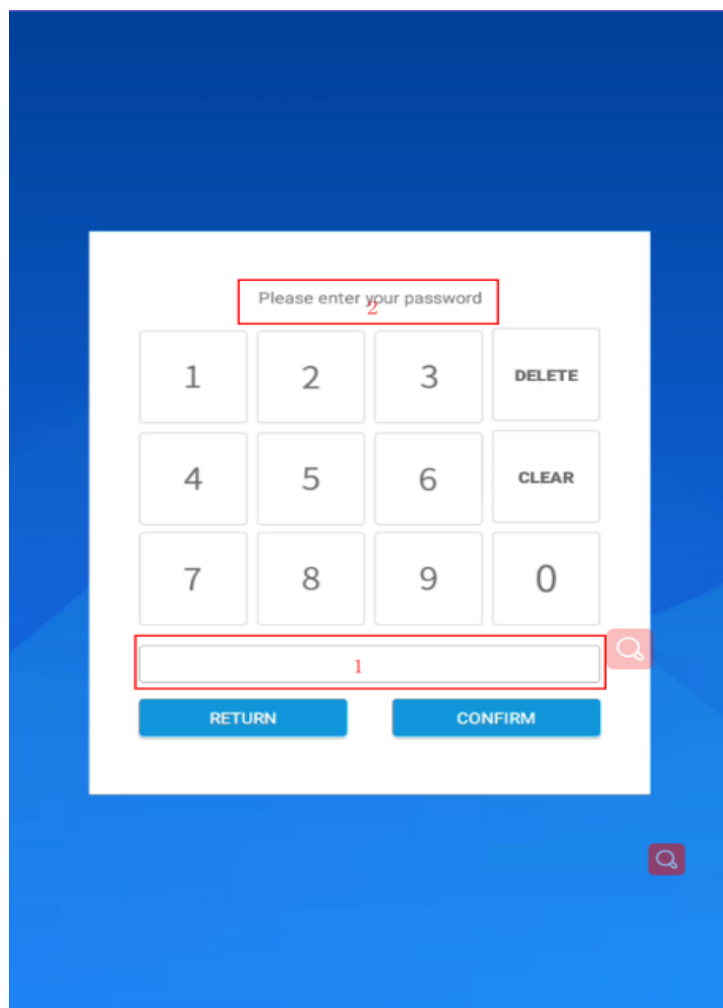 Please enter your password
2
1 2 3 DELETE
4 5 6 CLEAR
7 8 9 0
1
RETURN CONFIRM